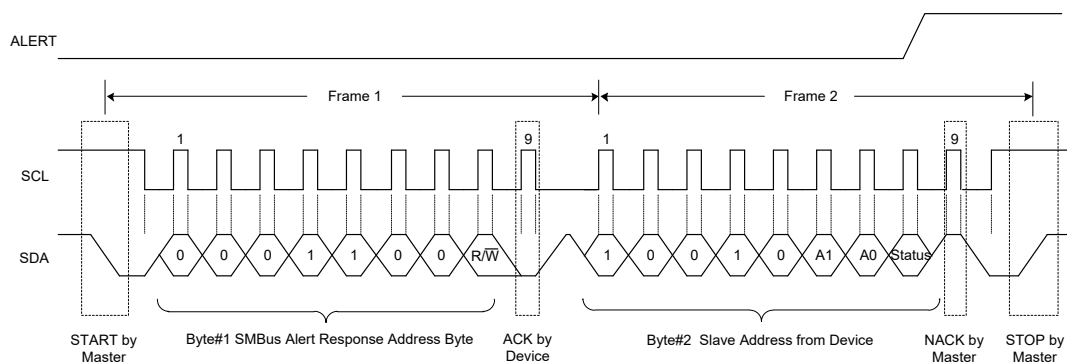 ALERT
Frame 1 Frame 2
1 9 1 9
SCL
SDA 0 0 0 1 1 0 0 R/W̅ 1 0 0 1 0 A1 A0 Status
START by
Master
Byte#1 SMBus Alert Response Address Byte
ACK by
Device
Byte#2 Slave Address from Device
NACK by
Master
STOP by
Master